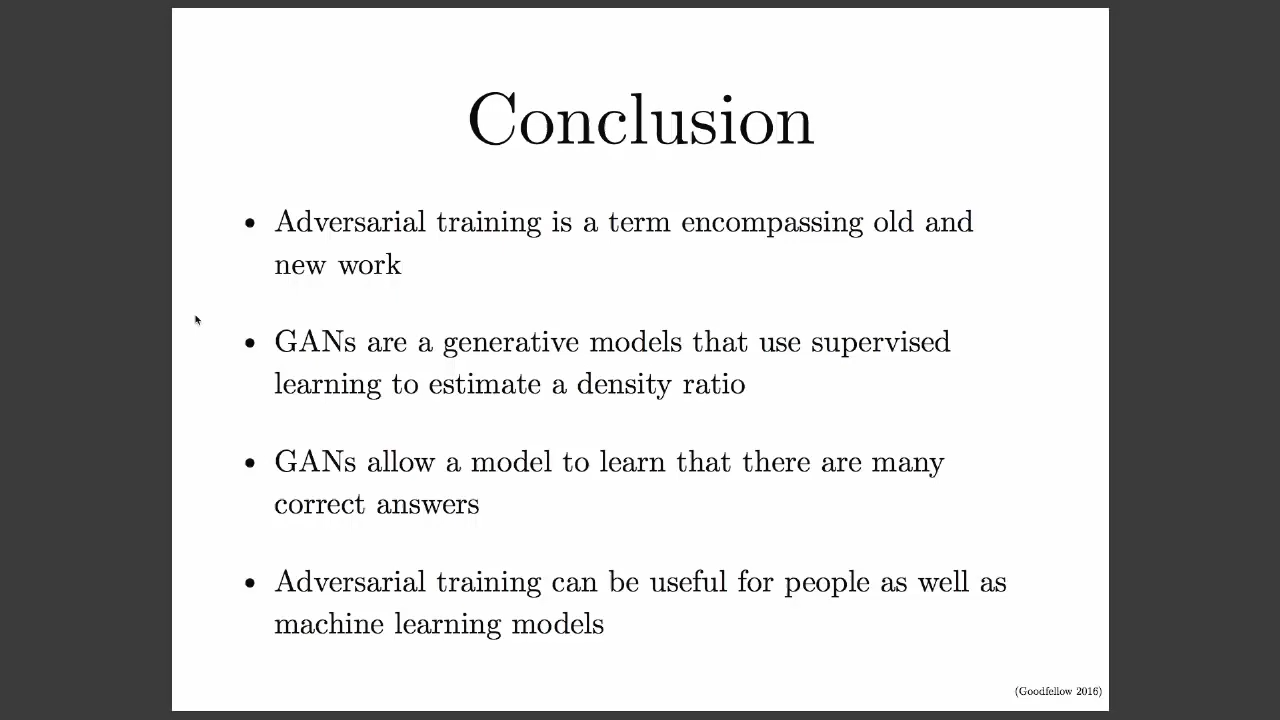 Conclusion
• Adversarial training is a term encompassing old and
new work
• GANs are a generative models that use supervised
learning to estimate a density ratio
• GANs allow a model to learn that there are many
correct answers
• Adversarial training can be useful for people as well as
machine learning models
(Goodfellow 2016)